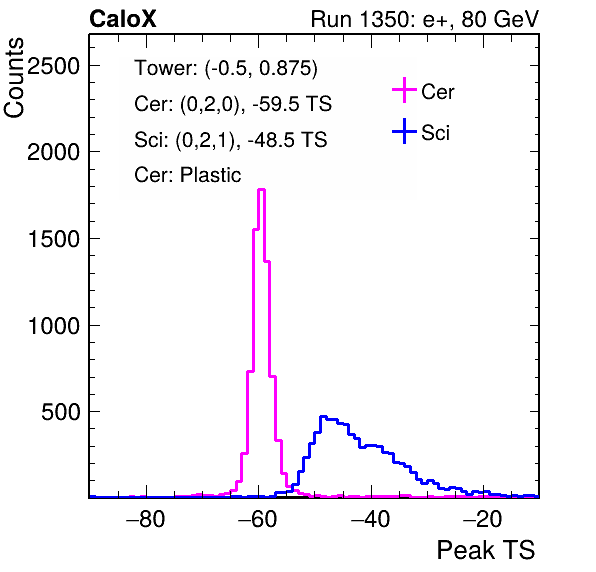 CaloX Run 1350: e+, 80 GeV
Counts
Tower: (-0.5, 0.875)
Cer: (0,2,0), -59.5 TS
Sci: (0,2,1), -48.5 TS
Cer: Plastic
Cer
Sci
2500
2000
1500
1000
500
−80 −60 −40 −20
Peak TS